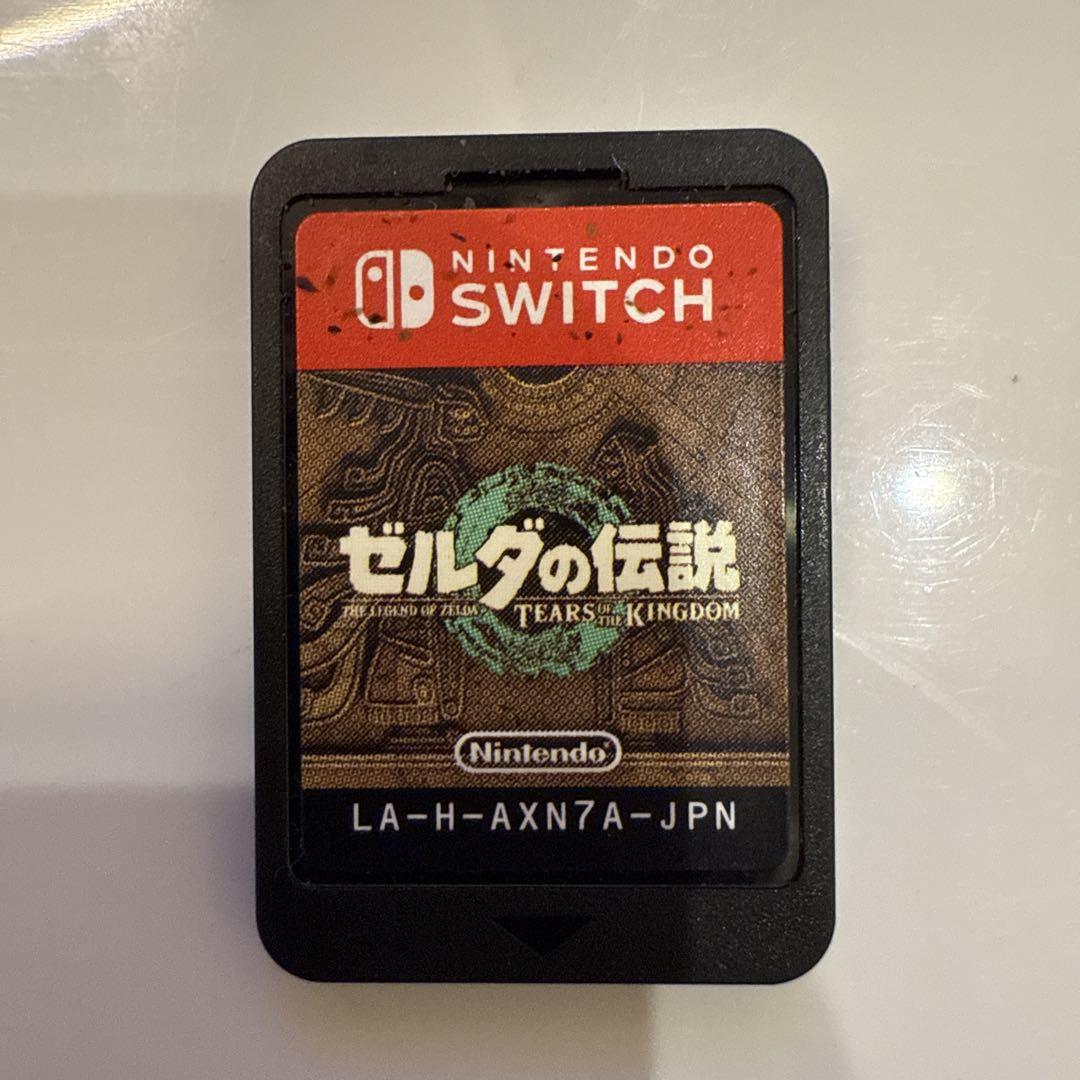 NINTENDO
SWITCH
ゼルダの伝説
THE LEGEND OF ZELDA TEARS OF THE KINGDOM
Nintendo
LA-H-AXN7A-JPN